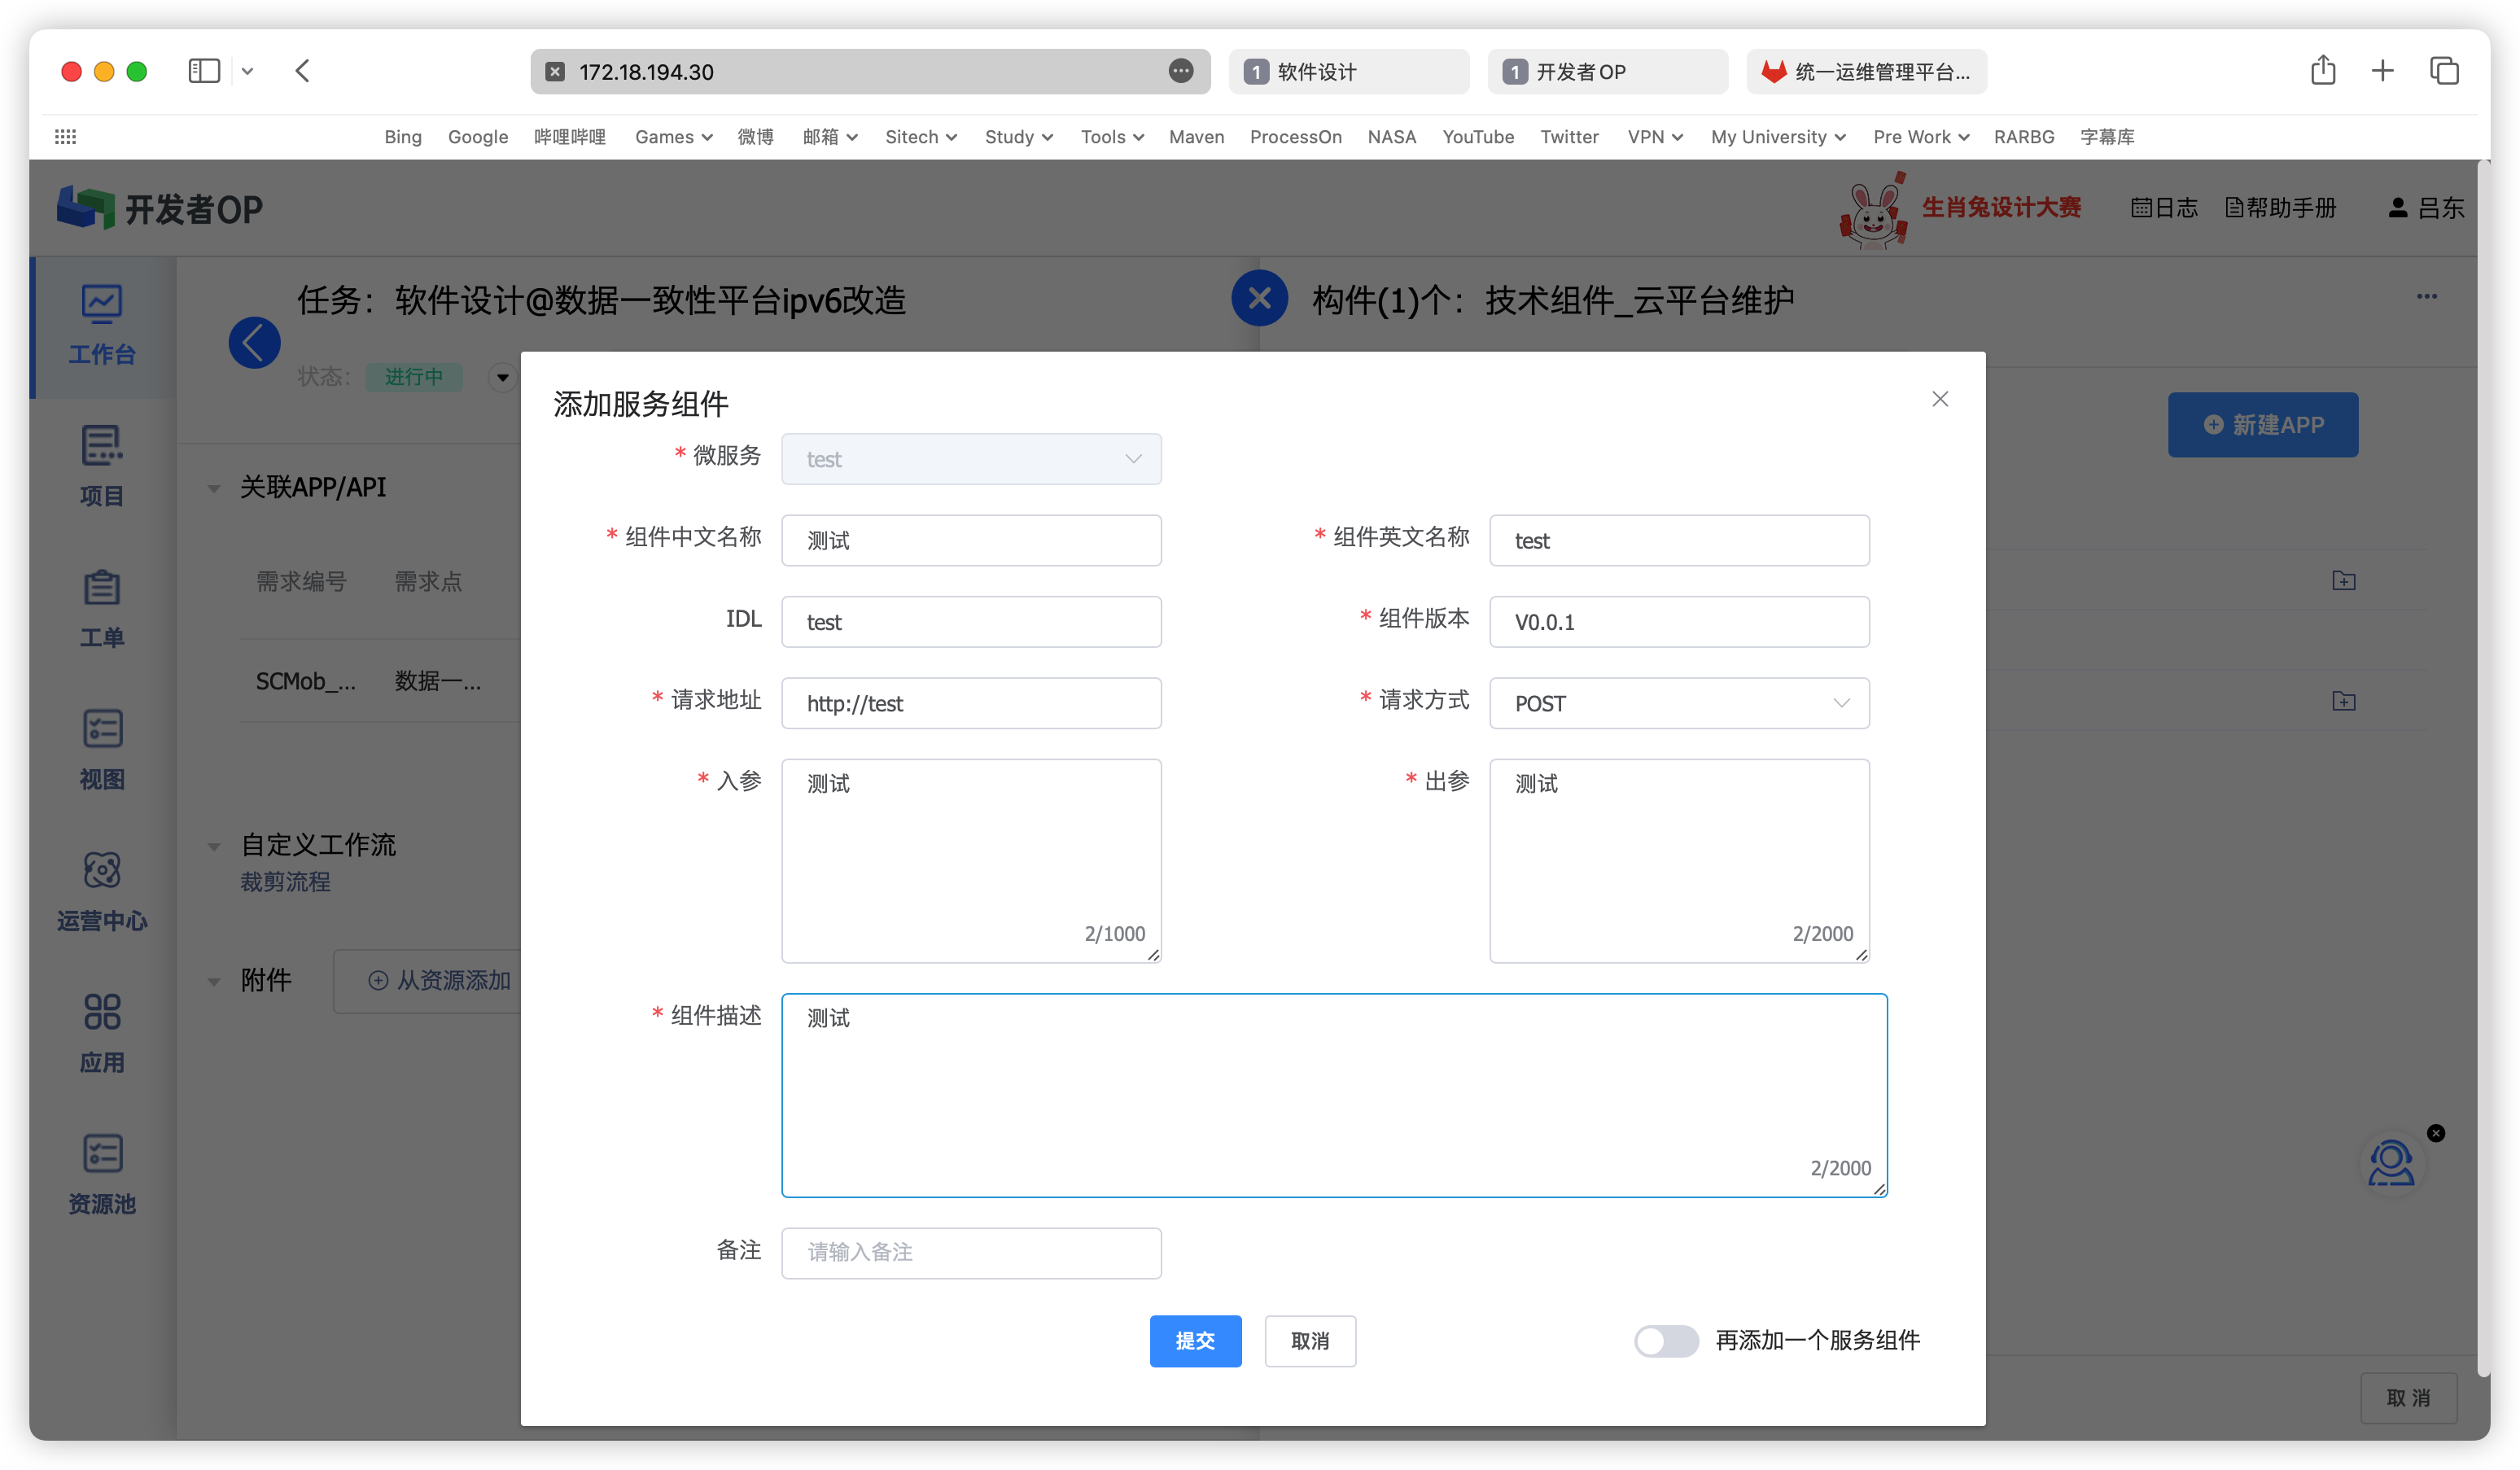 172.18.194.30
1 软件设计
1 开发者OP
统一运维管理平台...
Bing Google 哔哩哔哩 Games 微博 邮箱 Sitech Study Tools Maven ProcessOn NASA YouTube Twitter VPN My University Pre Work RARBG 字幕库
开发者OP
生肖兔设计大赛 日志 帮助手册 吕东
工作台
项目
工单
视图
运营中心
应用
资源池
任务：软件设计@数据一致性平台ipv6改造
状态： 进行中
关联APP/API
需求编号 需求点
SCMob_... 数据一...
自定义工作流
裁剪流程
附件 从资源添加
构件(1)个：技术组件_云平台维护
新建APP
添加服务组件
* 微服务 test
* 组件中文名称 测试 * 组件英文名称 test
IDL test * 组件版本 V0.0.1
* 请求地址 http://test * 请求方式 POST
* 入参 测试 * 出参 测试
2/1000 2/2000
* 组件描述 测试
2/2000
备注 请输入备注
提交 取消 再添加一个服务组件
取 消